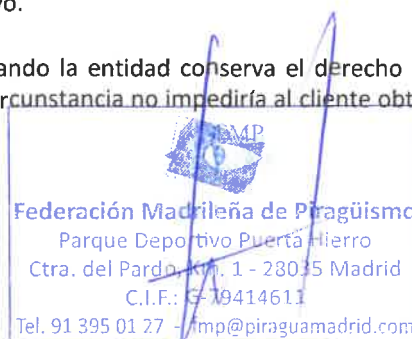 vo.
ando la entidad conserva el derecho
rcunstancia no impediría al cliente obt
FMP
Federación Madrileña de Piragüismo
Parque Deportivo Puerta Hierro
Ctra. del Pardo, Km. 1 - 28035 Madrid
C.I.F.: G-79414611
Tel. 91 395 01 27 - fmp@piraguamadrid.com